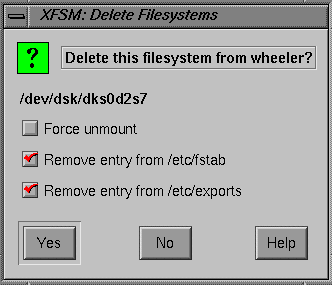 XFSM: Delete Filesystems
?
Delete this filesystem from wheeler?
/dev/dsk/dks0d2s7
Force unmount
Remove entry from /etc/fstab
Remove entry from /etc/exports
Yes No Help